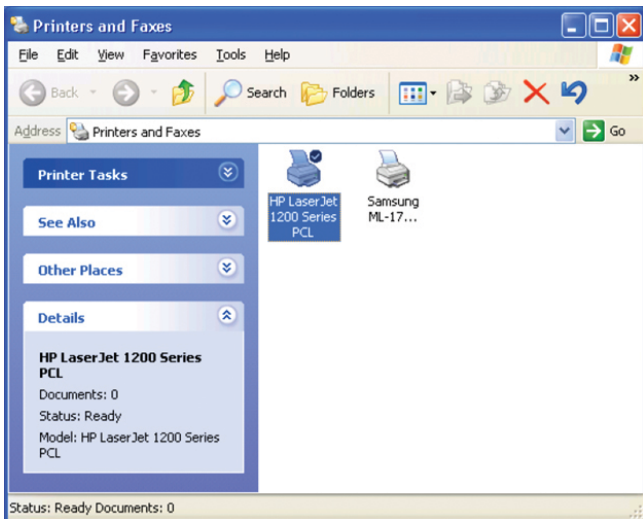 Printers and Faxes
File Edit View Favorites Tools Help
Back Search Folders »
Address Printers and Faxes Go
Printer Tasks
See Also
Other Places
Details
HP LaserJet 1200 Series
PCL
Documents: 0
Status: Ready
Model: HP LaserJet 1200 Series
PCL
HP LaserJet
1200 Series
PCL
Samsung
ML-17...
Status: Ready Documents: 0